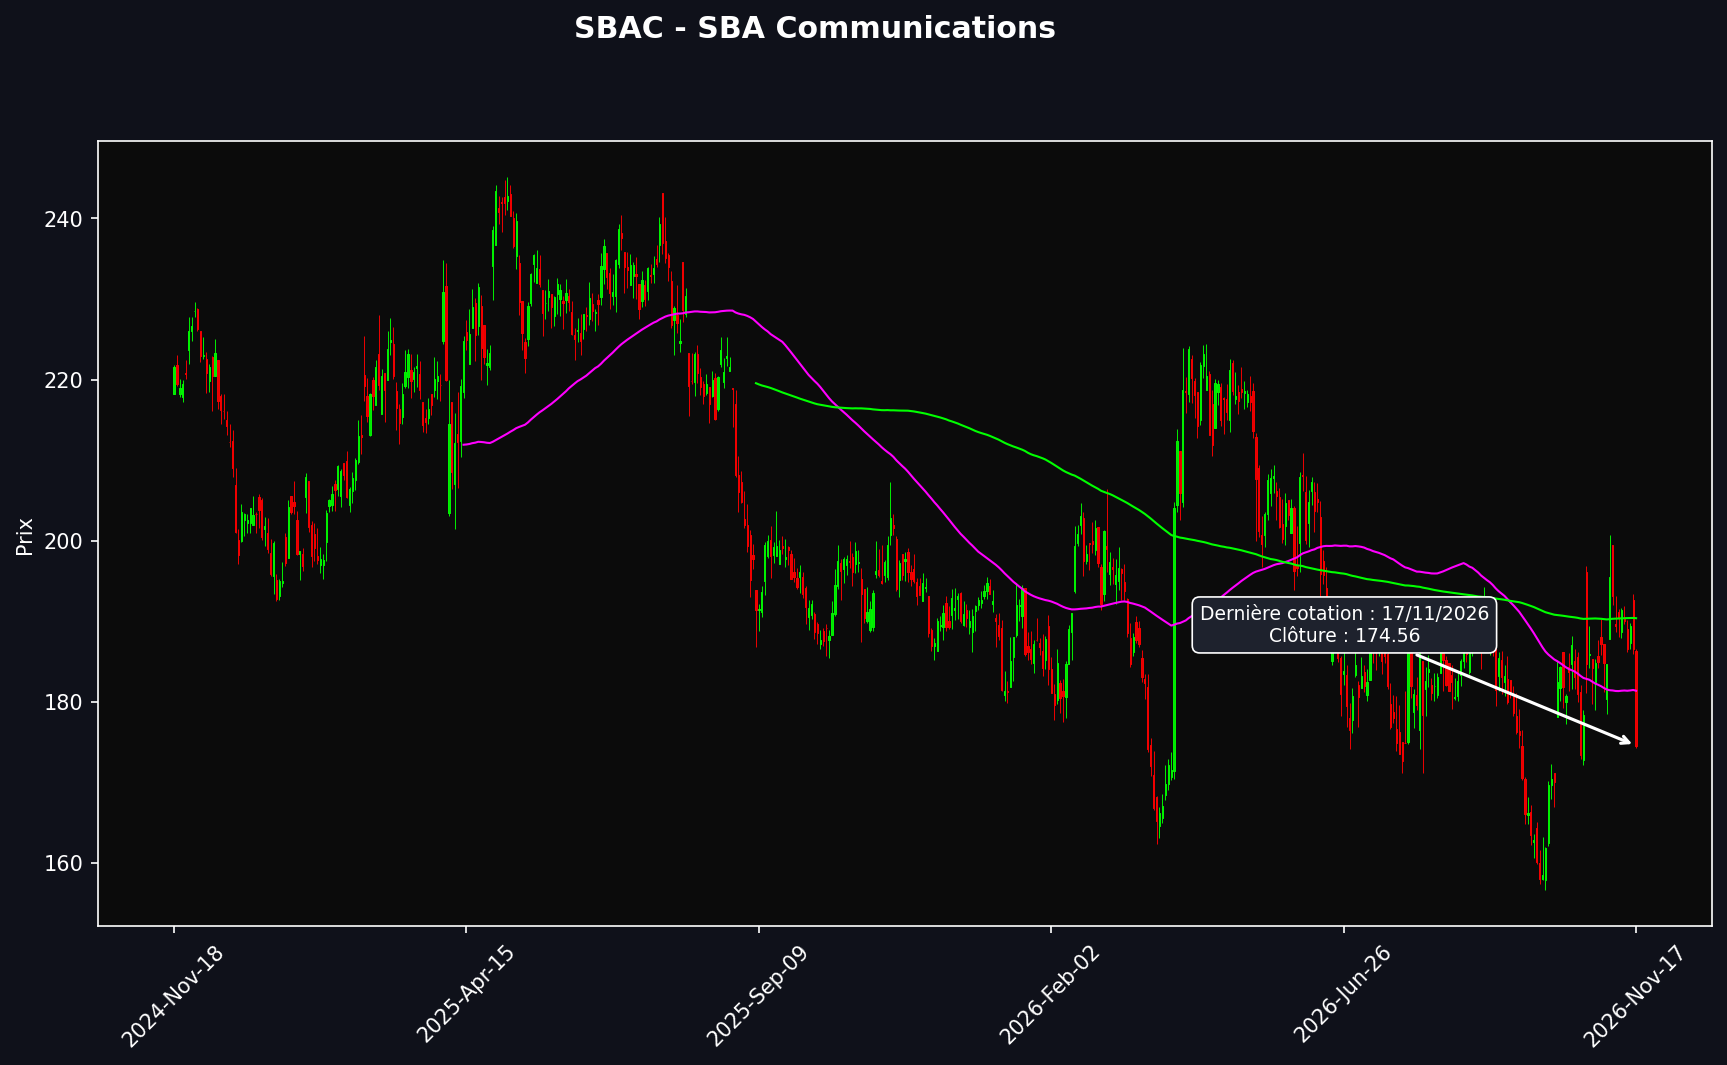 SBAC - SBA Communications
240
220
200
180
160
Prix
Dernière cotation : 17/11/2026
Clôture : 174.56
2024-Nov-18
2025-Apr-15
2025-Sep-09
2026-Feb-02
2026-Jun-26
2026-Nov-17